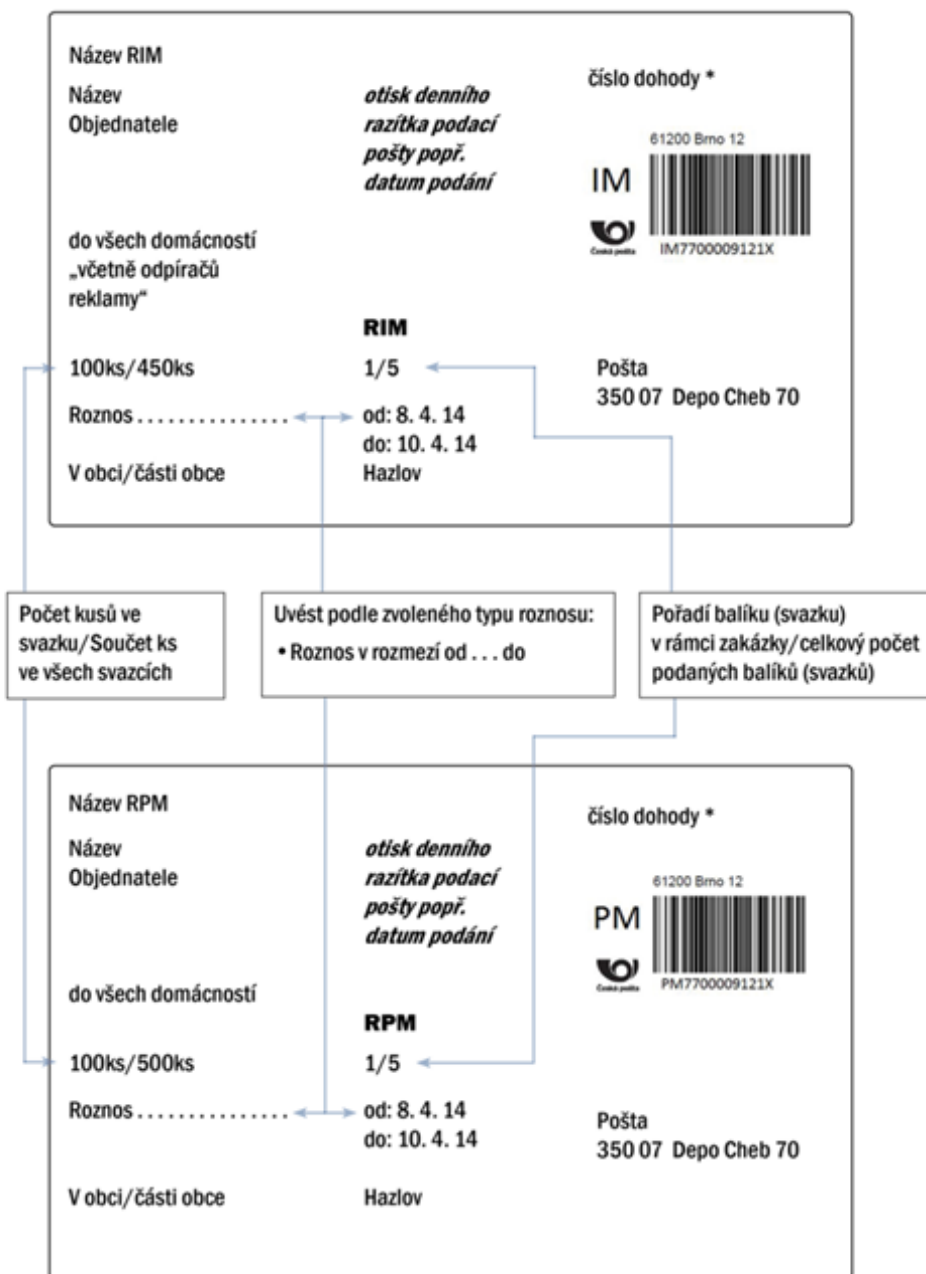 Název RIM
Název
Objednatele
otisk denního
razítka podací
pošty popř.
datum podání
číslo dohody *
61200 Brno 12
IM
Česká pošta
IM7700009121X
do všech domácností
„včetně odpíračů
reklamy“
RIM
100ks/450ks
1/5
Pošta
350 07 Depo Cheb 70
Roznos . . . . . . . . . . . . . . .
od: 8. 4. 14
do: 10. 4. 14
V obci/části obce
Hazlov
Počet kusů ve
svazku/Součet ks
ve všech svazcích
Uvést podle zvoleného typu roznosu:
• Roznos v rozmezí od . . . do
Pořadí balíku (svazku)
v rámci zakázky/celkový počet
podaných balíků (svazků)
Název RPM
Název
Objednatele
otisk denního
razítka podací
pošty popř.
datum podání
číslo dohody *
61200 Brno 12
PM
Česká pošta
PM7700009121X
do všech domácností
RPM
100ks/500ks
1/5
Roznos . . . . . . . . . . . . . . .
od: 8. 4. 14
do: 10. 4. 14
Pošta
350 07 Depo Cheb 70
V obci/části obce
Hazlov